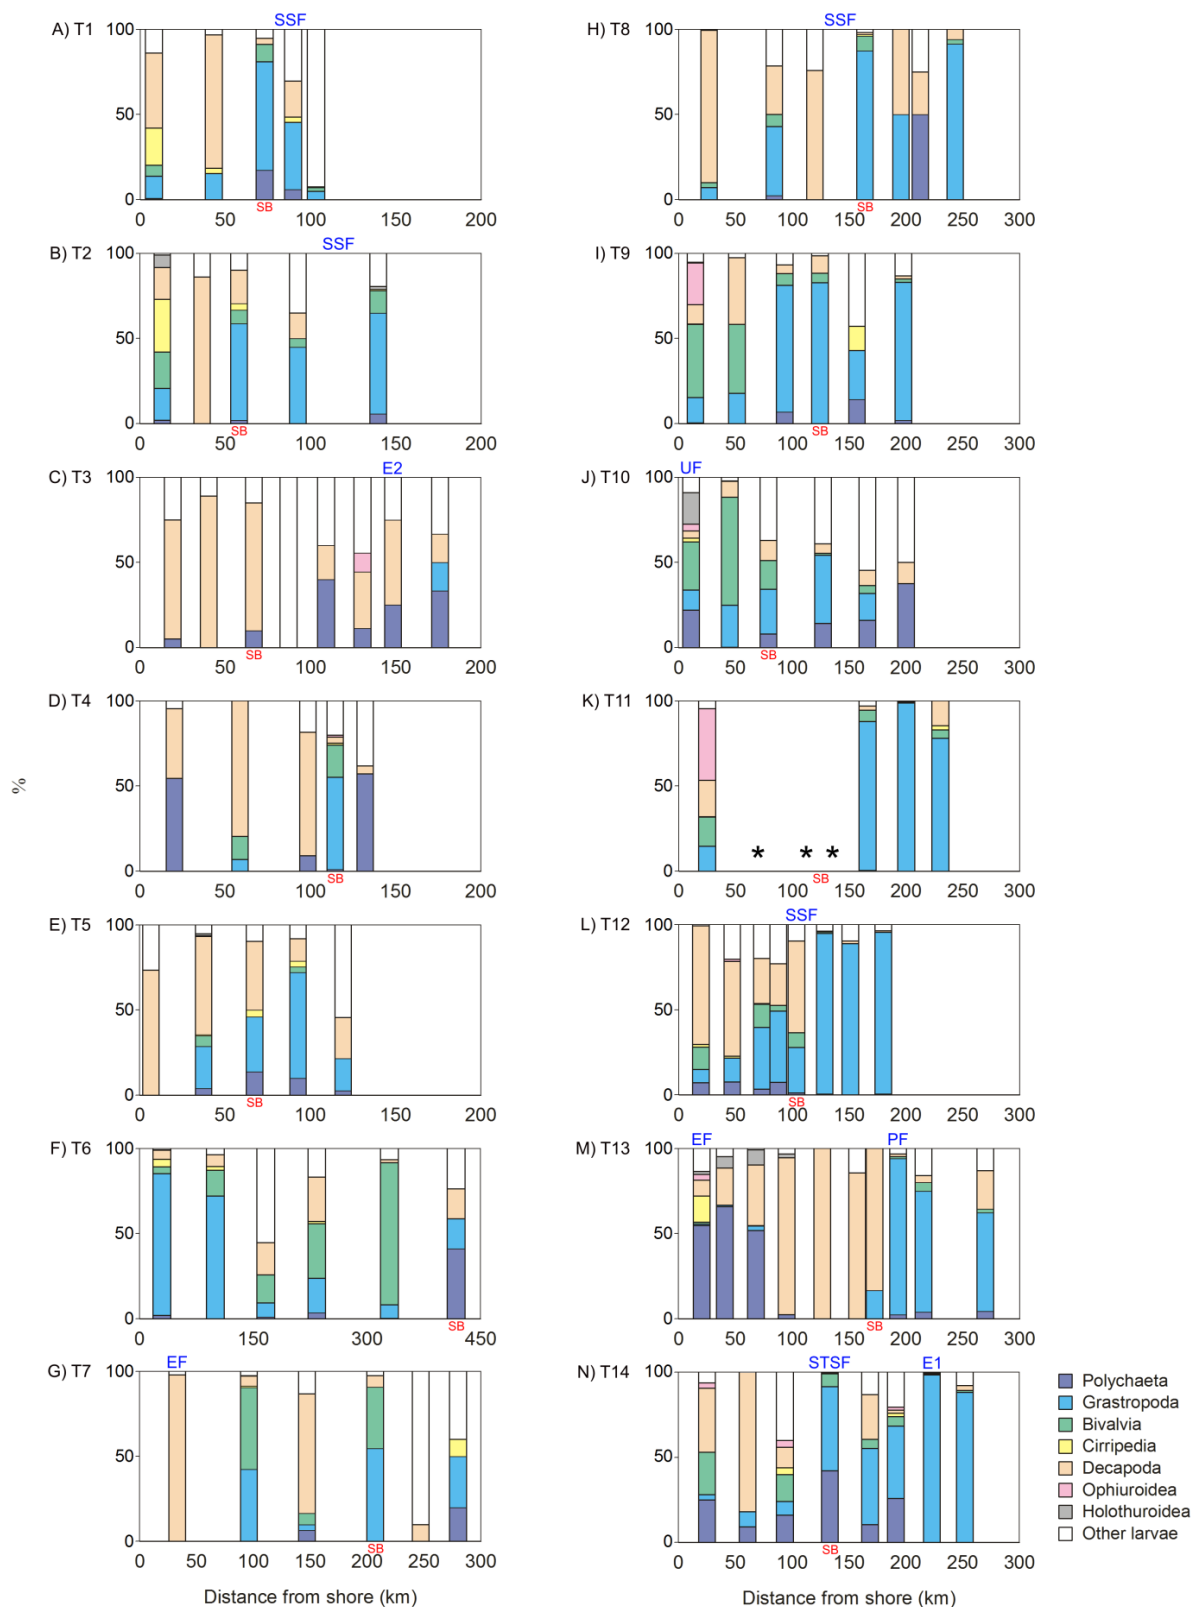 SSF
A) T1
100
50
0
0 50 SB 100 150 200
SSF
B) T2
100
50
0
0 50 SB 100 150 200
E2
C) T3
100
50
0
0 50 SB 100 150 200
D) T4
100
50
0
0 50 100 SB 150 200
%
E) T5
100
50
0
0 50 SB 100 150 200
F) T6
100
50
0
0 150 300 SB 450
EF
G) T7
100
50
0
0 50 100 150 200 SB 250 300
Distance from shore (km)
SSF
H) T8
100
50
0
0 50 100 150 SB 200 250 300
I) T9
100
50
0
0 50 100 SB 150 200 250 300
UF
J) T10
100
50
0
0 50 SB 100 150 200 250 300
K) T11
100
50
0
* * *
0 50 100 SB 150 200 250 300
SSF
L) T12
100
50
0
0 50 100 SB 150 200 250 300
EF PF
M) T13
100
50
0
0 50 100 150 SB 200 250 300
STSF E1
N) T14
100
50
0
0 50 100 SB 150 200 250 300
Distance from shore (km)
Polychaeta
Grastropoda
Bivalvia
Cirripedia
Decapoda
Ophiuroidea
Holothuroidea
Other larvae